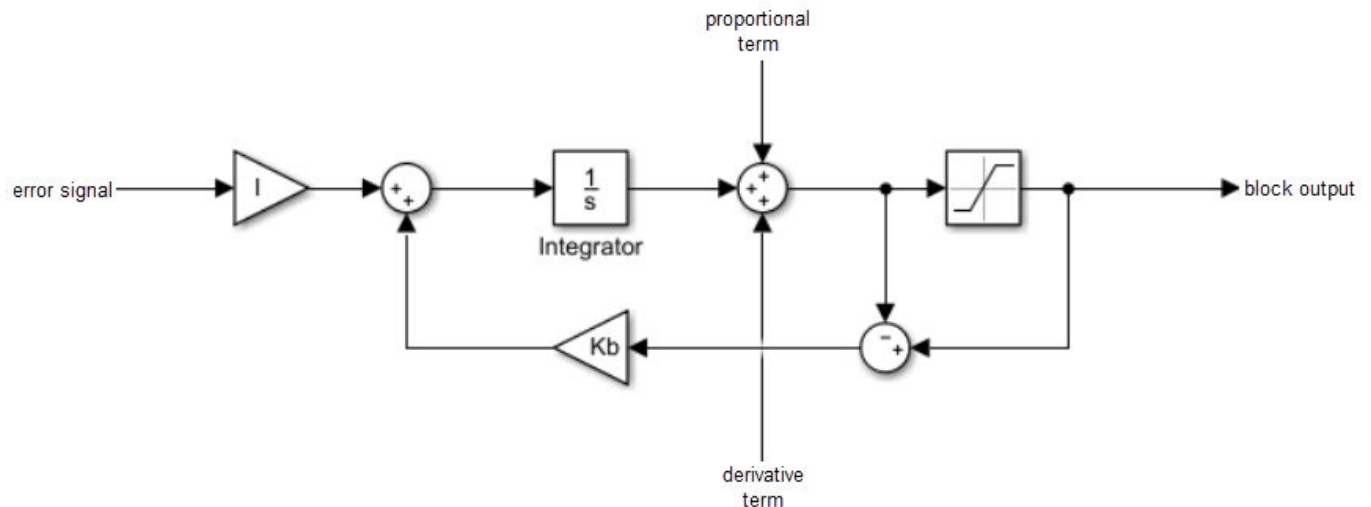 proportional
term
error signal
I
+
+
1
s
Integrator
+
+
+
block output
Kb
-
+
derivative
term